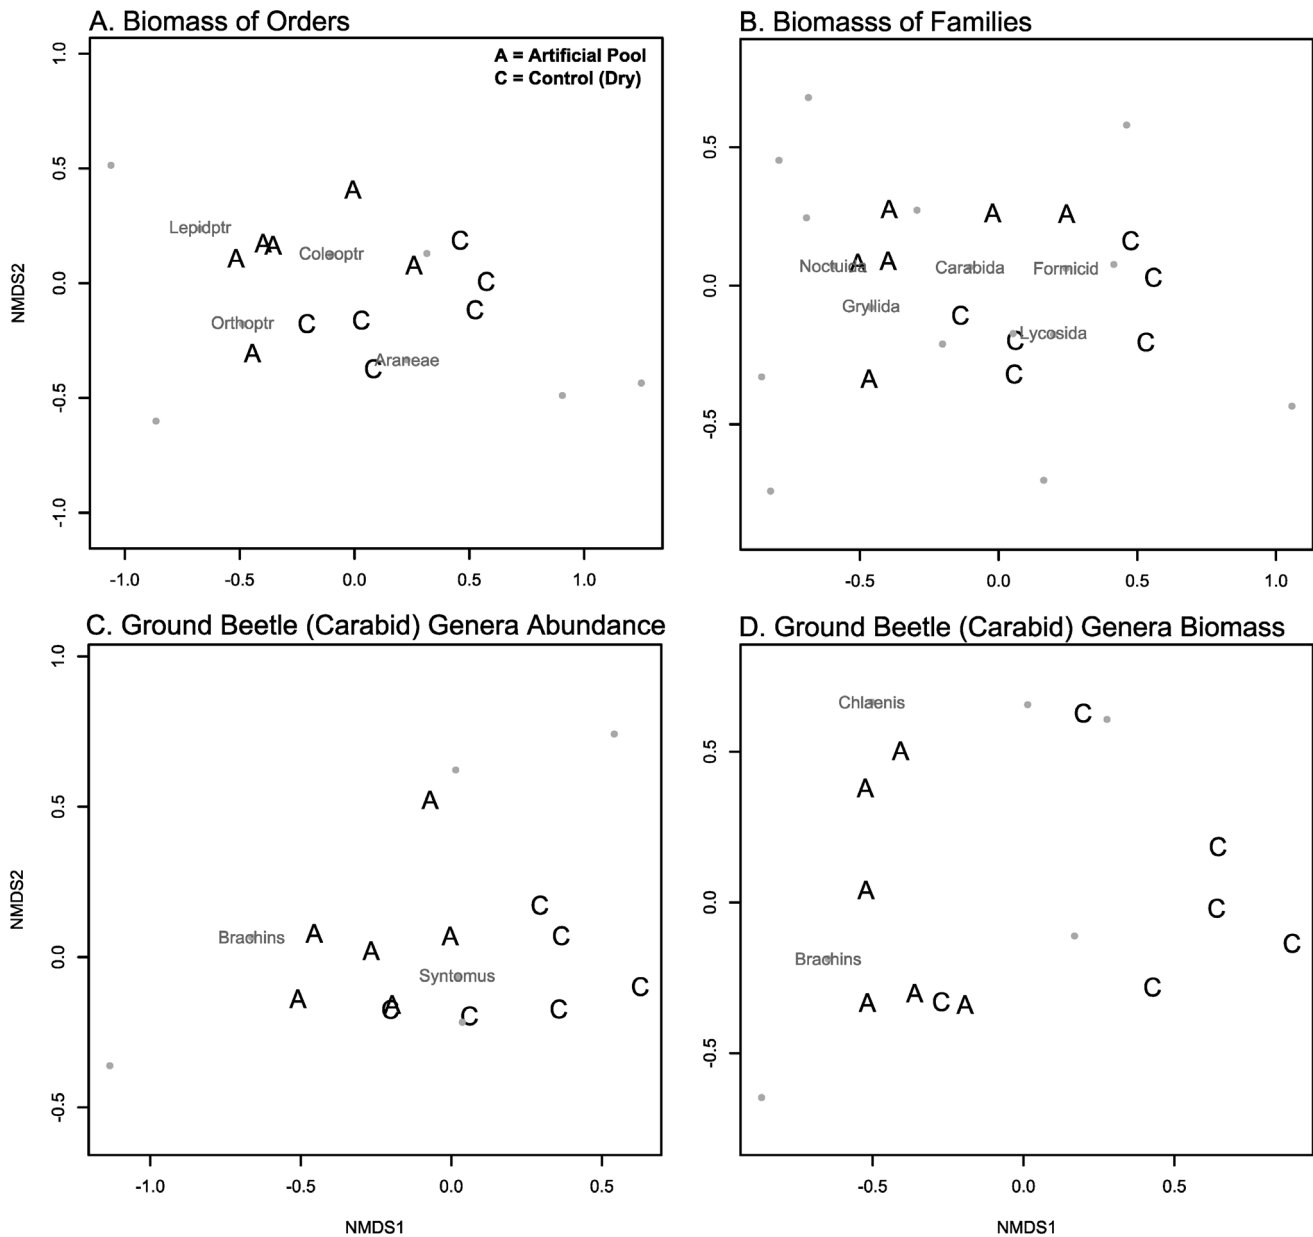 A. Biomass of Orders
1.0
A = Artificial Pool
C = Control (Dry)
0.5
A
Lepidptr
A
A
A
Coleoptr
A
C
NMDS2
0.0
C
C
Orthoptr
C
C
A
C
Araneae
-0.5
-1.0
-1.0 -0.5 0.0 0.5 1.0
B. Biomasss of Families
0.5
A
A
A
C
Noctuida
A
A
Carabida
Formicid
C
0.0
Gryllida
C
C
Lycosida
C
A
C
-0.5
-0.5 0.0 0.5 1.0
C. Ground Beetle (Carabid) Genera Abundance
1.0
0.5
A
C
Brachins
A
A
A
C
NMDS2
0.0
Syntomus
A
A
C
C
C
C
-0.5
-1.0 -0.5 0.0 0.5
NMDS1
D. Ground Beetle (Carabid) Genera Biomass
Chlaenis
C
0.5
A
A
C
A
C
0.0
C
Brachins
A
A
C
A
C
-0.5
-0.5 0.0 0.5
NMDS1